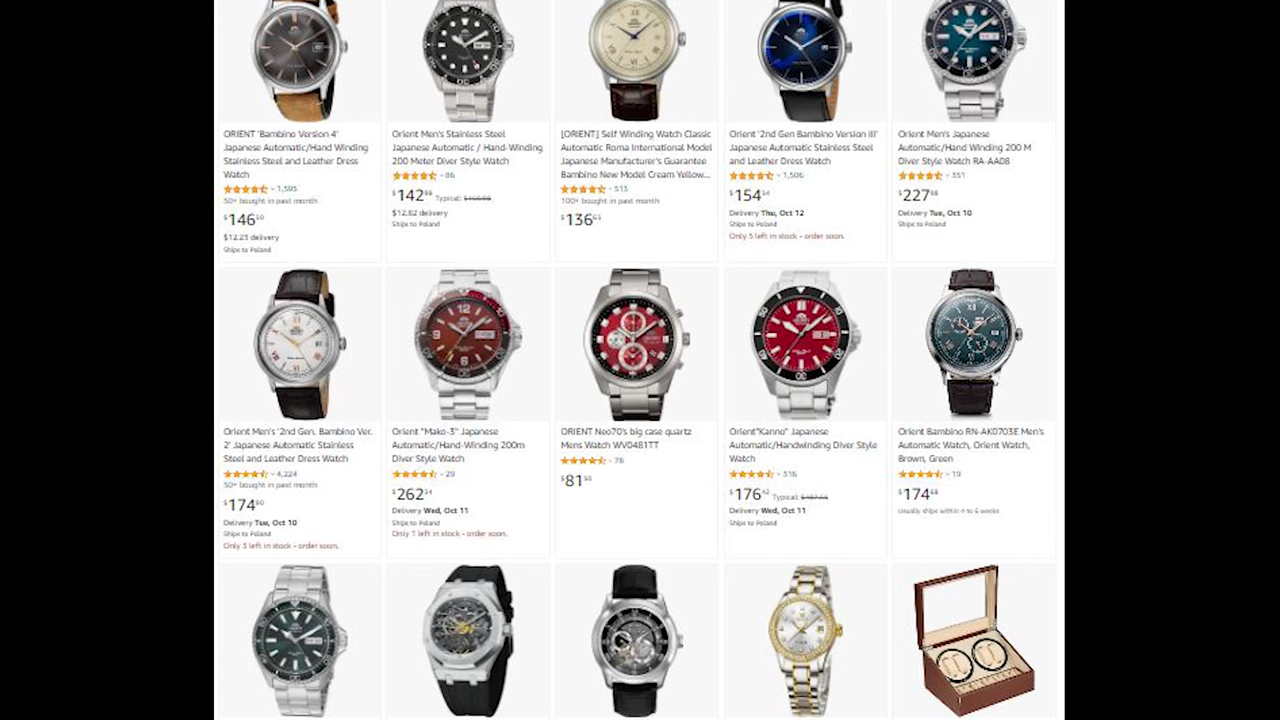 ORIENT 'Bambino Version 4'
Japanese Automatic/Hand Winding
Stainless Steel and Leather Dress
Watch
1,595
50+ bought in past month
$12.23 delivery
Ships to Poland
Orient Men's Stainless Steel
Japanese Automatic / Hand-Winding
200 Meter Diver Style Watch
86
Typical:
$12.82 delivery
Ships to Poland
[ORIENT] Self Winding Watch Classic
Automatic Roma International Model
Japanese Manufacturer's Guarantee
Bambino New Model Cream Yellow...
513
100+ bought in past month
Orient '2nd Gen Bambino Version III'
Japanese Automatic Stainless Steel
and Leather Dress Watch
1,506
Delivery Thu, Oct 12
Ships to Poland
Only 5 left in stock - order soon.
Orient Men's Japanese
Automatic/Hand Winding 200 M
Diver Style Watch RA-AA08
351
Delivery Tue, Oct 10
Ships to Poland
Orient Men's '2nd Gen. Bambino Ver.
2' Japanese Automatic Stainless
Steel and Leather Dress Watch
4,224
50+ bought in past month
Delivery Tue, Oct 10
Ships to Poland
Only 3 left in stock - order soon.
Orient "Mako-3" Japanese
Automatic/Hand-Winding 200m
Diver Style Watch
29
Delivery Wed, Oct 11
Ships to Poland
Only 1 left in stock - order soon.
ORIENT Neo70's big case quartz
Mens Watch WV0481TT
76
Orient"Kanno" Japanese
Automatic/Handwinding Diver Style
Watch
316
Typical:
Delivery Wed, Oct 11
Ships to Poland
Orient Bambino RN-AK0703E Men's
Automatic Watch, Orient Watch,
Brown, Green
19
Usually ships within 4 to 6 weeks